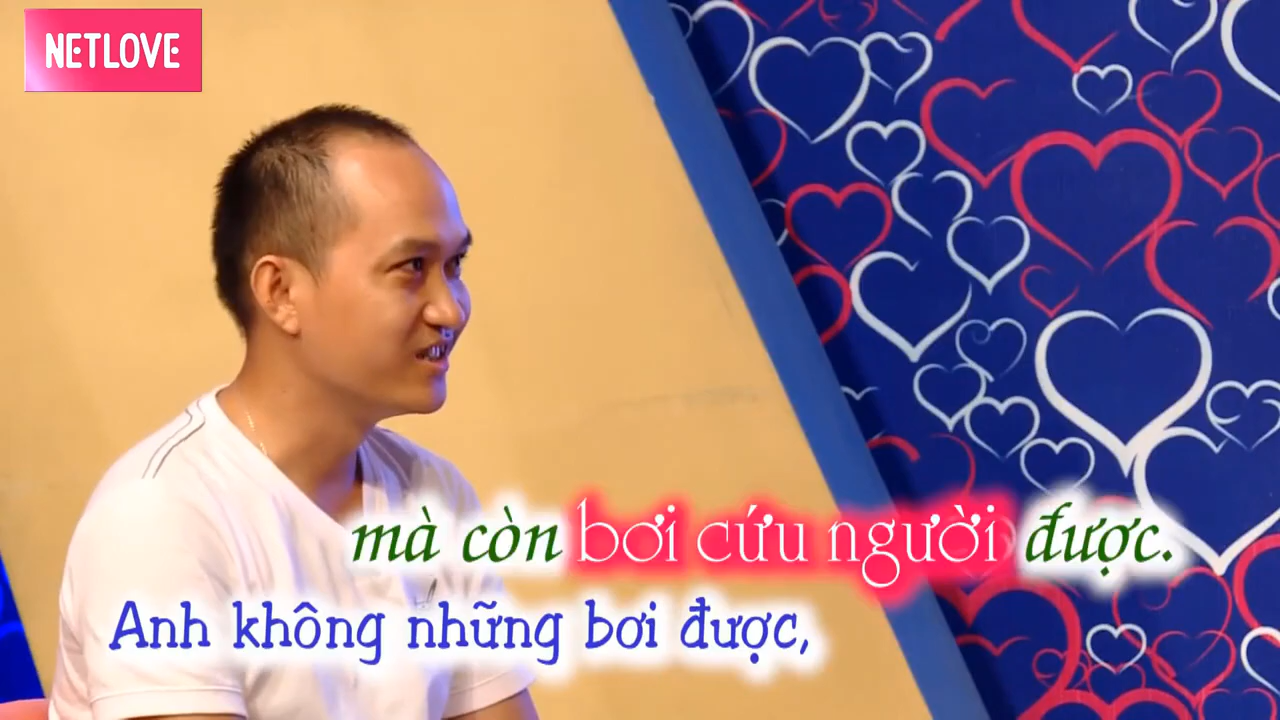 NETLOVE
mà còn bơi cứu người được.
Anh không những bơi được,